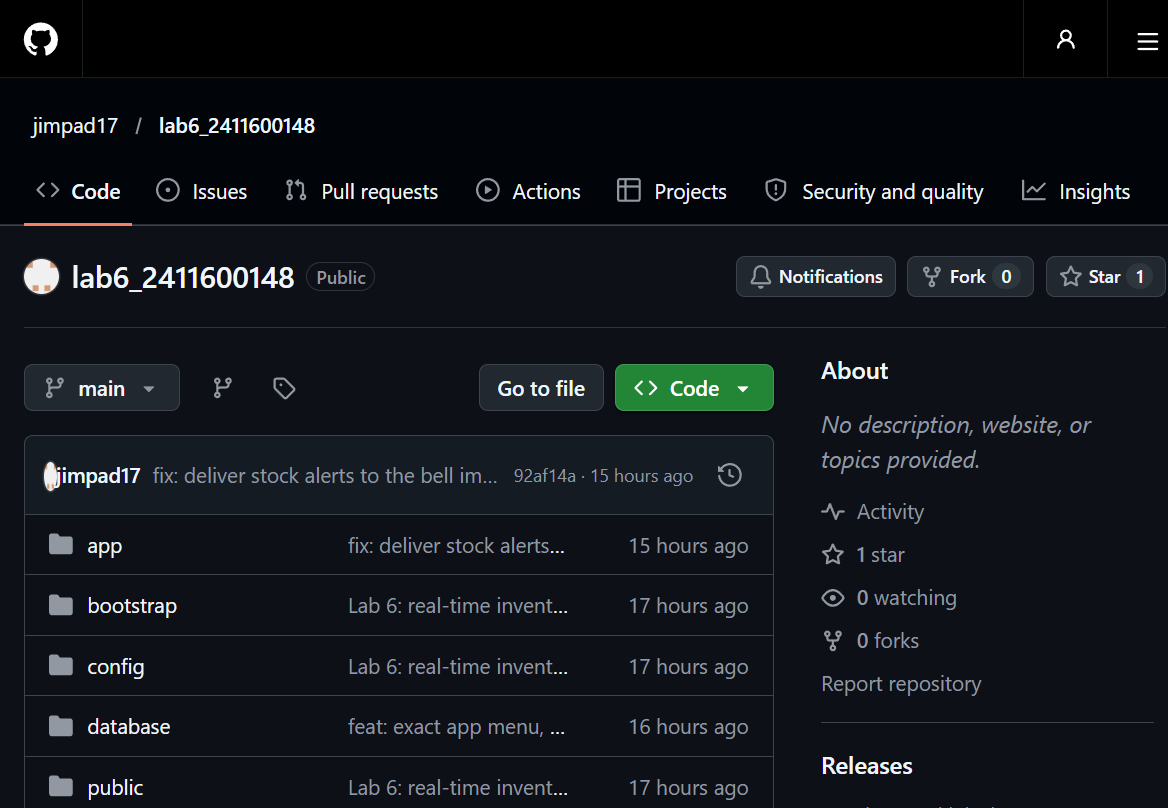 jimpad17 / lab6_2411600148
Code Issues Pull requests Actions Projects Security and quality Insights
lab6_2411600148 Public Notifications Fork 0 Star 1
main Go to file Code
jimpad17 fix: deliver stock alerts to the bell im... 92af14a · 15 hours ago
app fix: deliver stock alerts... 15 hours ago
bootstrap Lab 6: real-time invent... 17 hours ago
config Lab 6: real-time invent... 17 hours ago
database feat: exact app menu, ... 16 hours ago
public Lab 6: real-time invent... 17 hours ago
About
No description, website, or
topics provided.
Activity
1 star
0 watching
0 forks
Report repository
Releases